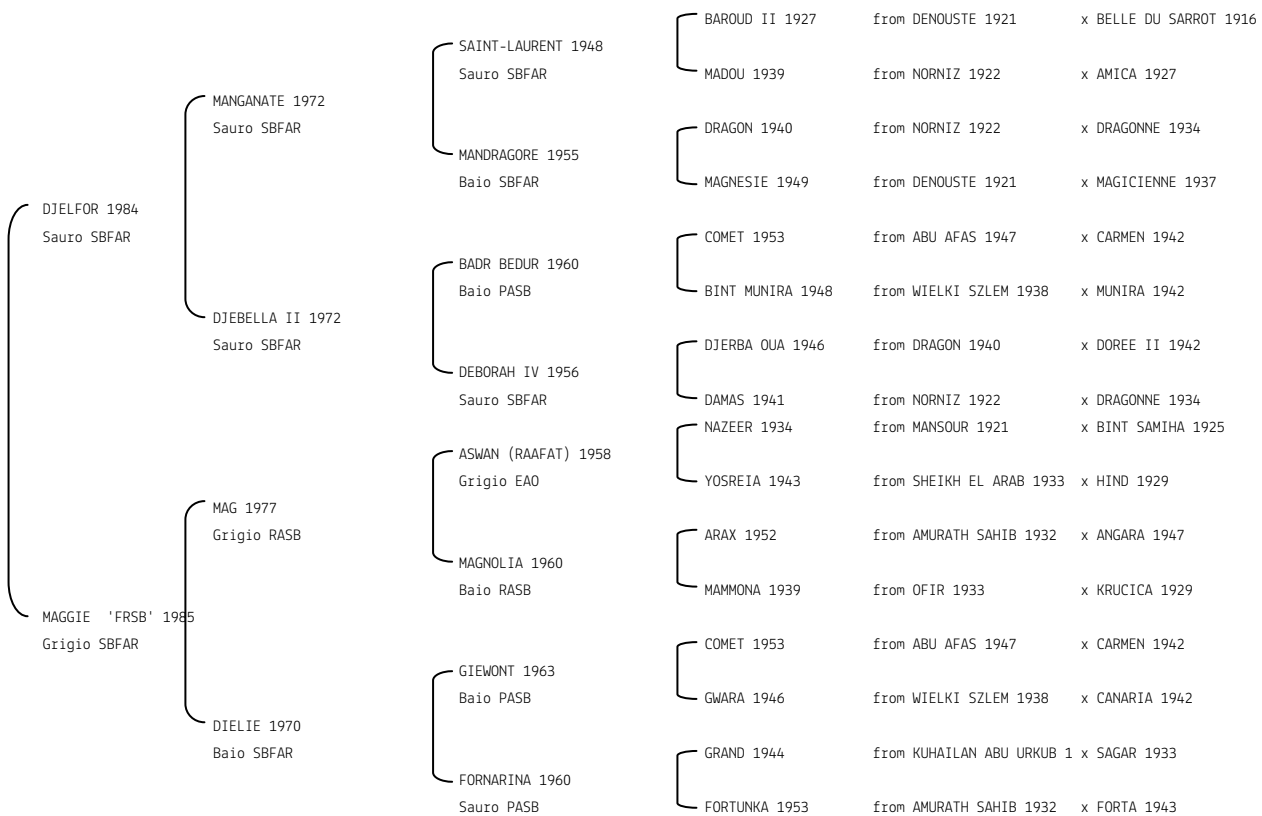 BAROUD II 1927 from DENOUSTE 1921 x BELLE DU SARROT 1916
SAINT-LAURENT 1948
Sauro SBFAR MADOU 1939 from NORNIZ 1922 x AMICA 1927
MANGANATE 1972
Sauro SBFAR DRAGON 1940 from NORNIZ 1922 x DRAGONNE 1934
MANDRAGORE 1955
Baio SBFAR MAGNESIE 1949 from DENOUSTE 1921 x MAGICIENNE 1937
DJELFOR 1984
Sauro SBFAR COMET 1953 from ABU AFAS 1947 x CARMEN 1942
BADR BEDUR 1960
Baio PASB BINT MUNIRA 1948 from WIELKI SZLEM 1938 x MUNIRA 1942
DJEBELLA II 1972
Sauro SBFAR DJERBA OUA 1946 from DRAGON 1940 x DOREE II 1942
DEBORAH IV 1956
Sauro SBFAR DAMAS 1941 from NORNIZ 1922 x DRAGONNE 1934
NAZEER 1934 from MANSOUR 1921 x BINT SAMIHA 1925
ASWAN (RAAFAT) 1958
Grigio EAO YOSREIA 1943 from SHEIKH EL ARAB 1933 x HIND 1929
MAG 1977
Grigio RASB ARAX 1952 from AMURATH SAHIB 1932 x ANGARA 1947
MAGNOLIA 1960
Baio RASB MAMMONA 1939 from OFIR 1933 x KRUCICA 1929
MAGGIE 'FRSB' 1985
Grigio SBFAR COMET 1953 from ABU AFAS 1947 x CARMEN 1942
GIEWONT 1963
Baio PASB GWARA 1946 from WIELKI SZLEM 1938 x CANARIA 1942
DIELIE 1970
Baio SBFAR GRAND 1944 from KUHAILAN ABU URKUB 1 x SAGAR 1933
FORNARINA 1960
Sauro PASB FORTUNKA 1953 from AMURATH SAHIB 1932 x FORTA 1943